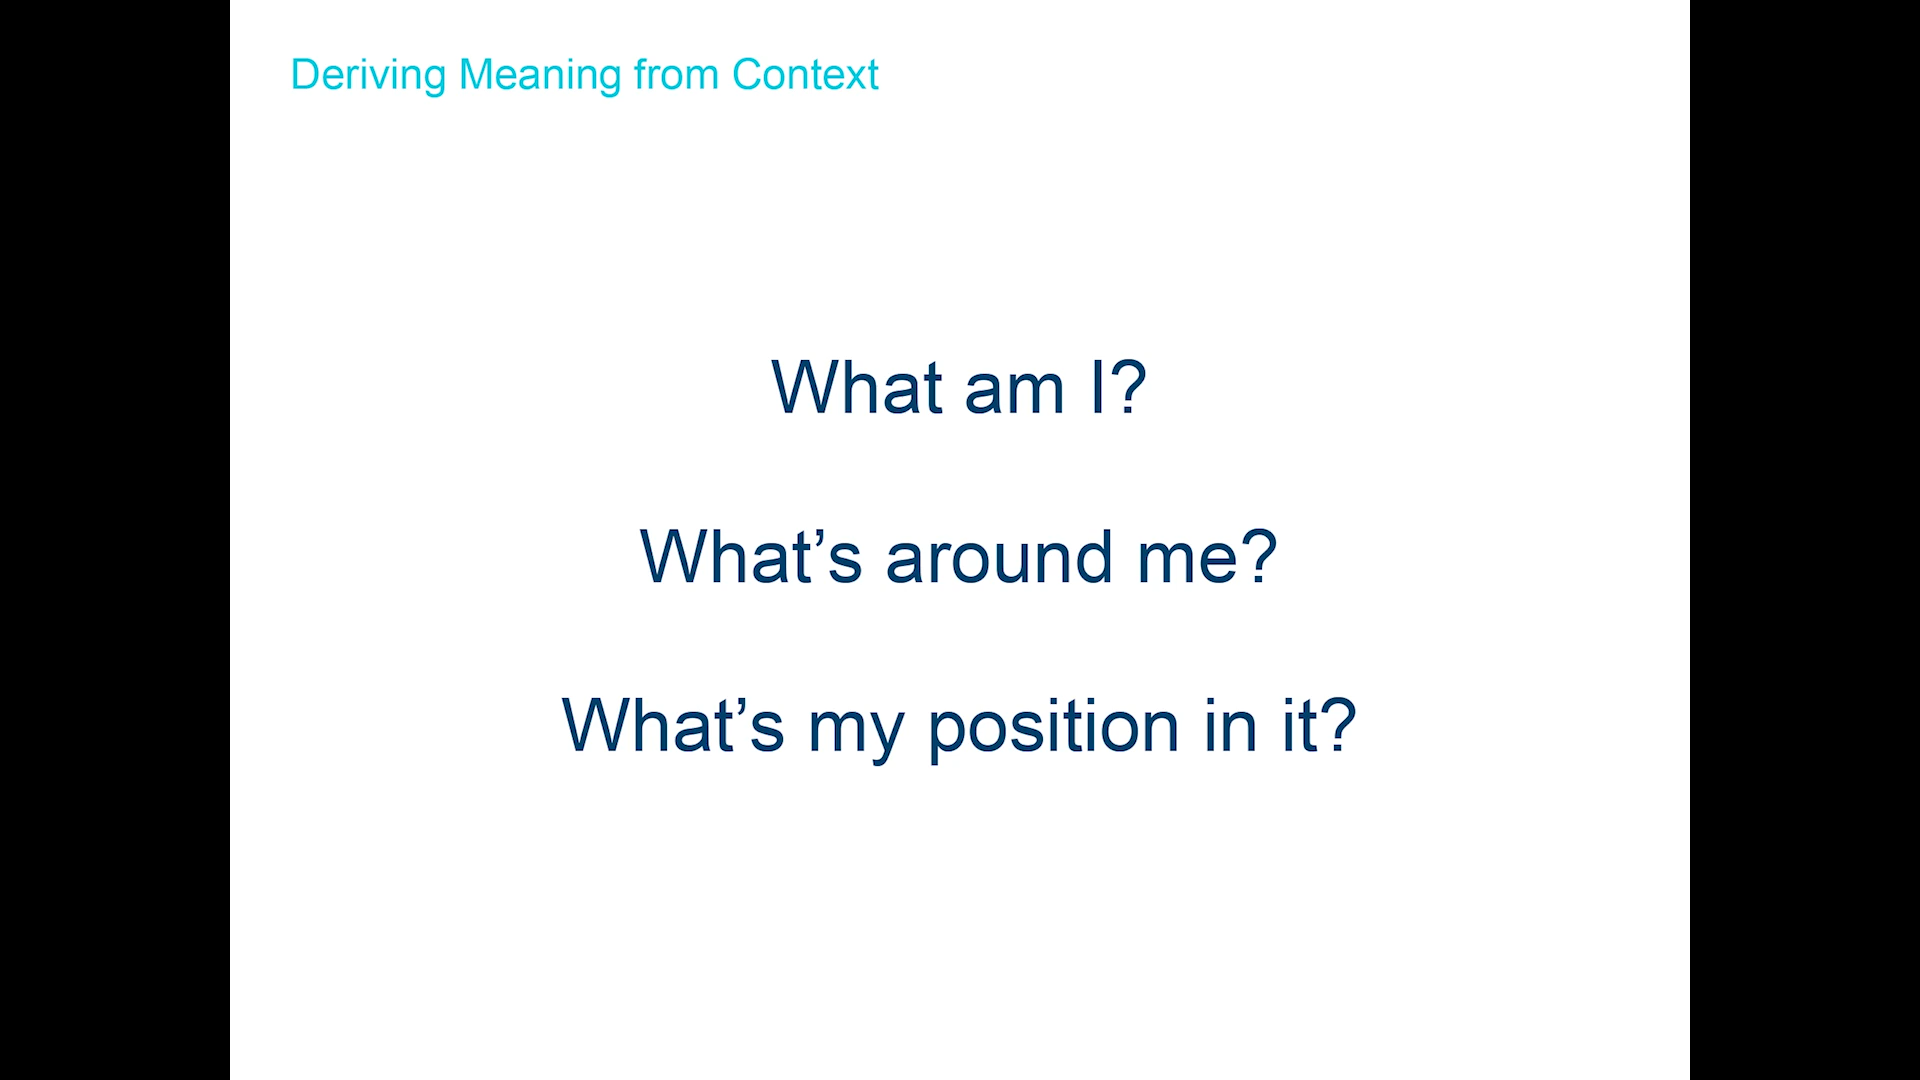 Deriving Meaning from Context
What am I?
What’s around me?
What’s my position in it?